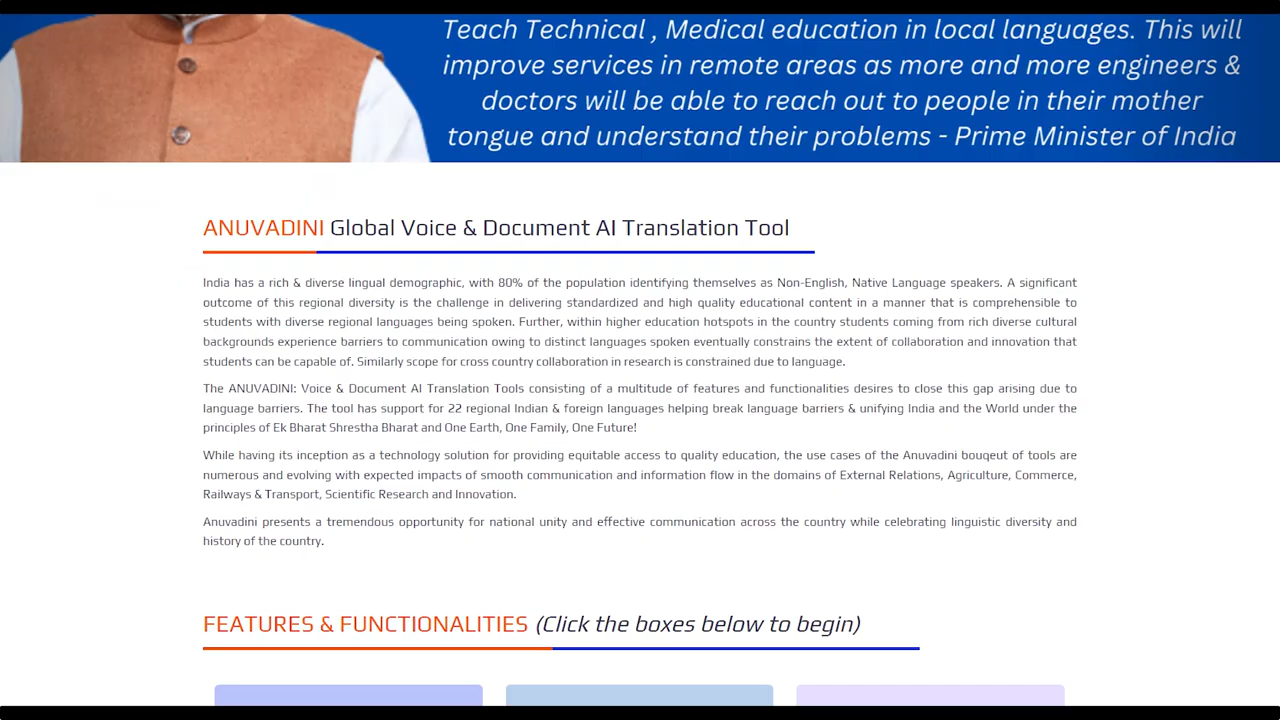 Teach Technical , Medical education in local languages. This will
improve services in remote areas as more and more engineers &
doctors will be able to reach out to people in their mother
tongue and understand their problems - Prime Minister of India
ANUVADINI Global Voice & Document AI Translation Tool
India has a rich & diverse lingual demographic, with 80% of the population identifying themselves as Non-English, Native Language speakers. A significant
outcome of this regional diversity is the challenge in delivering standardized and high quality educational content in a manner that is comprehensible to
students with diverse regional languages being spoken. Further, within higher education hotspots in the country students coming from rich diverse cultural
backgrounds experience barriers to communication owing to distinct languages spoken eventually constrains the extent of collaboration and innovation that
students can be capable of. Similarly scope for cross country collaboration in research is constrained due to language.
The ANUVADINI: Voice & Document AI Translation Tools consisting of a multitude of features and functionalities desires to close this gap arising due to
language barriers. The tool has support for 22 regional Indian & foreign languages helping break language barriers & unifying India and the World under the
principles of Ek Bharat Shrestha Bharat and One Earth, One Family, One Future!
While having its inception as a technology solution for providing equitable access to quality education, the use cases of the Anuvadini bouqeut of tools are
numerous and evolving with expected impacts of smooth communication and information flow in the domains of External Relations, Agriculture, Commerce,
Railways & Transport, Scientific Research and Innovation.
Anuvadini presents a tremendous opportunity for national unity and effective communication across the country while celebrating linguistic diversity and
history of the country.
FEATURES & FUNCTIONALITIES (Click the boxes below to begin)